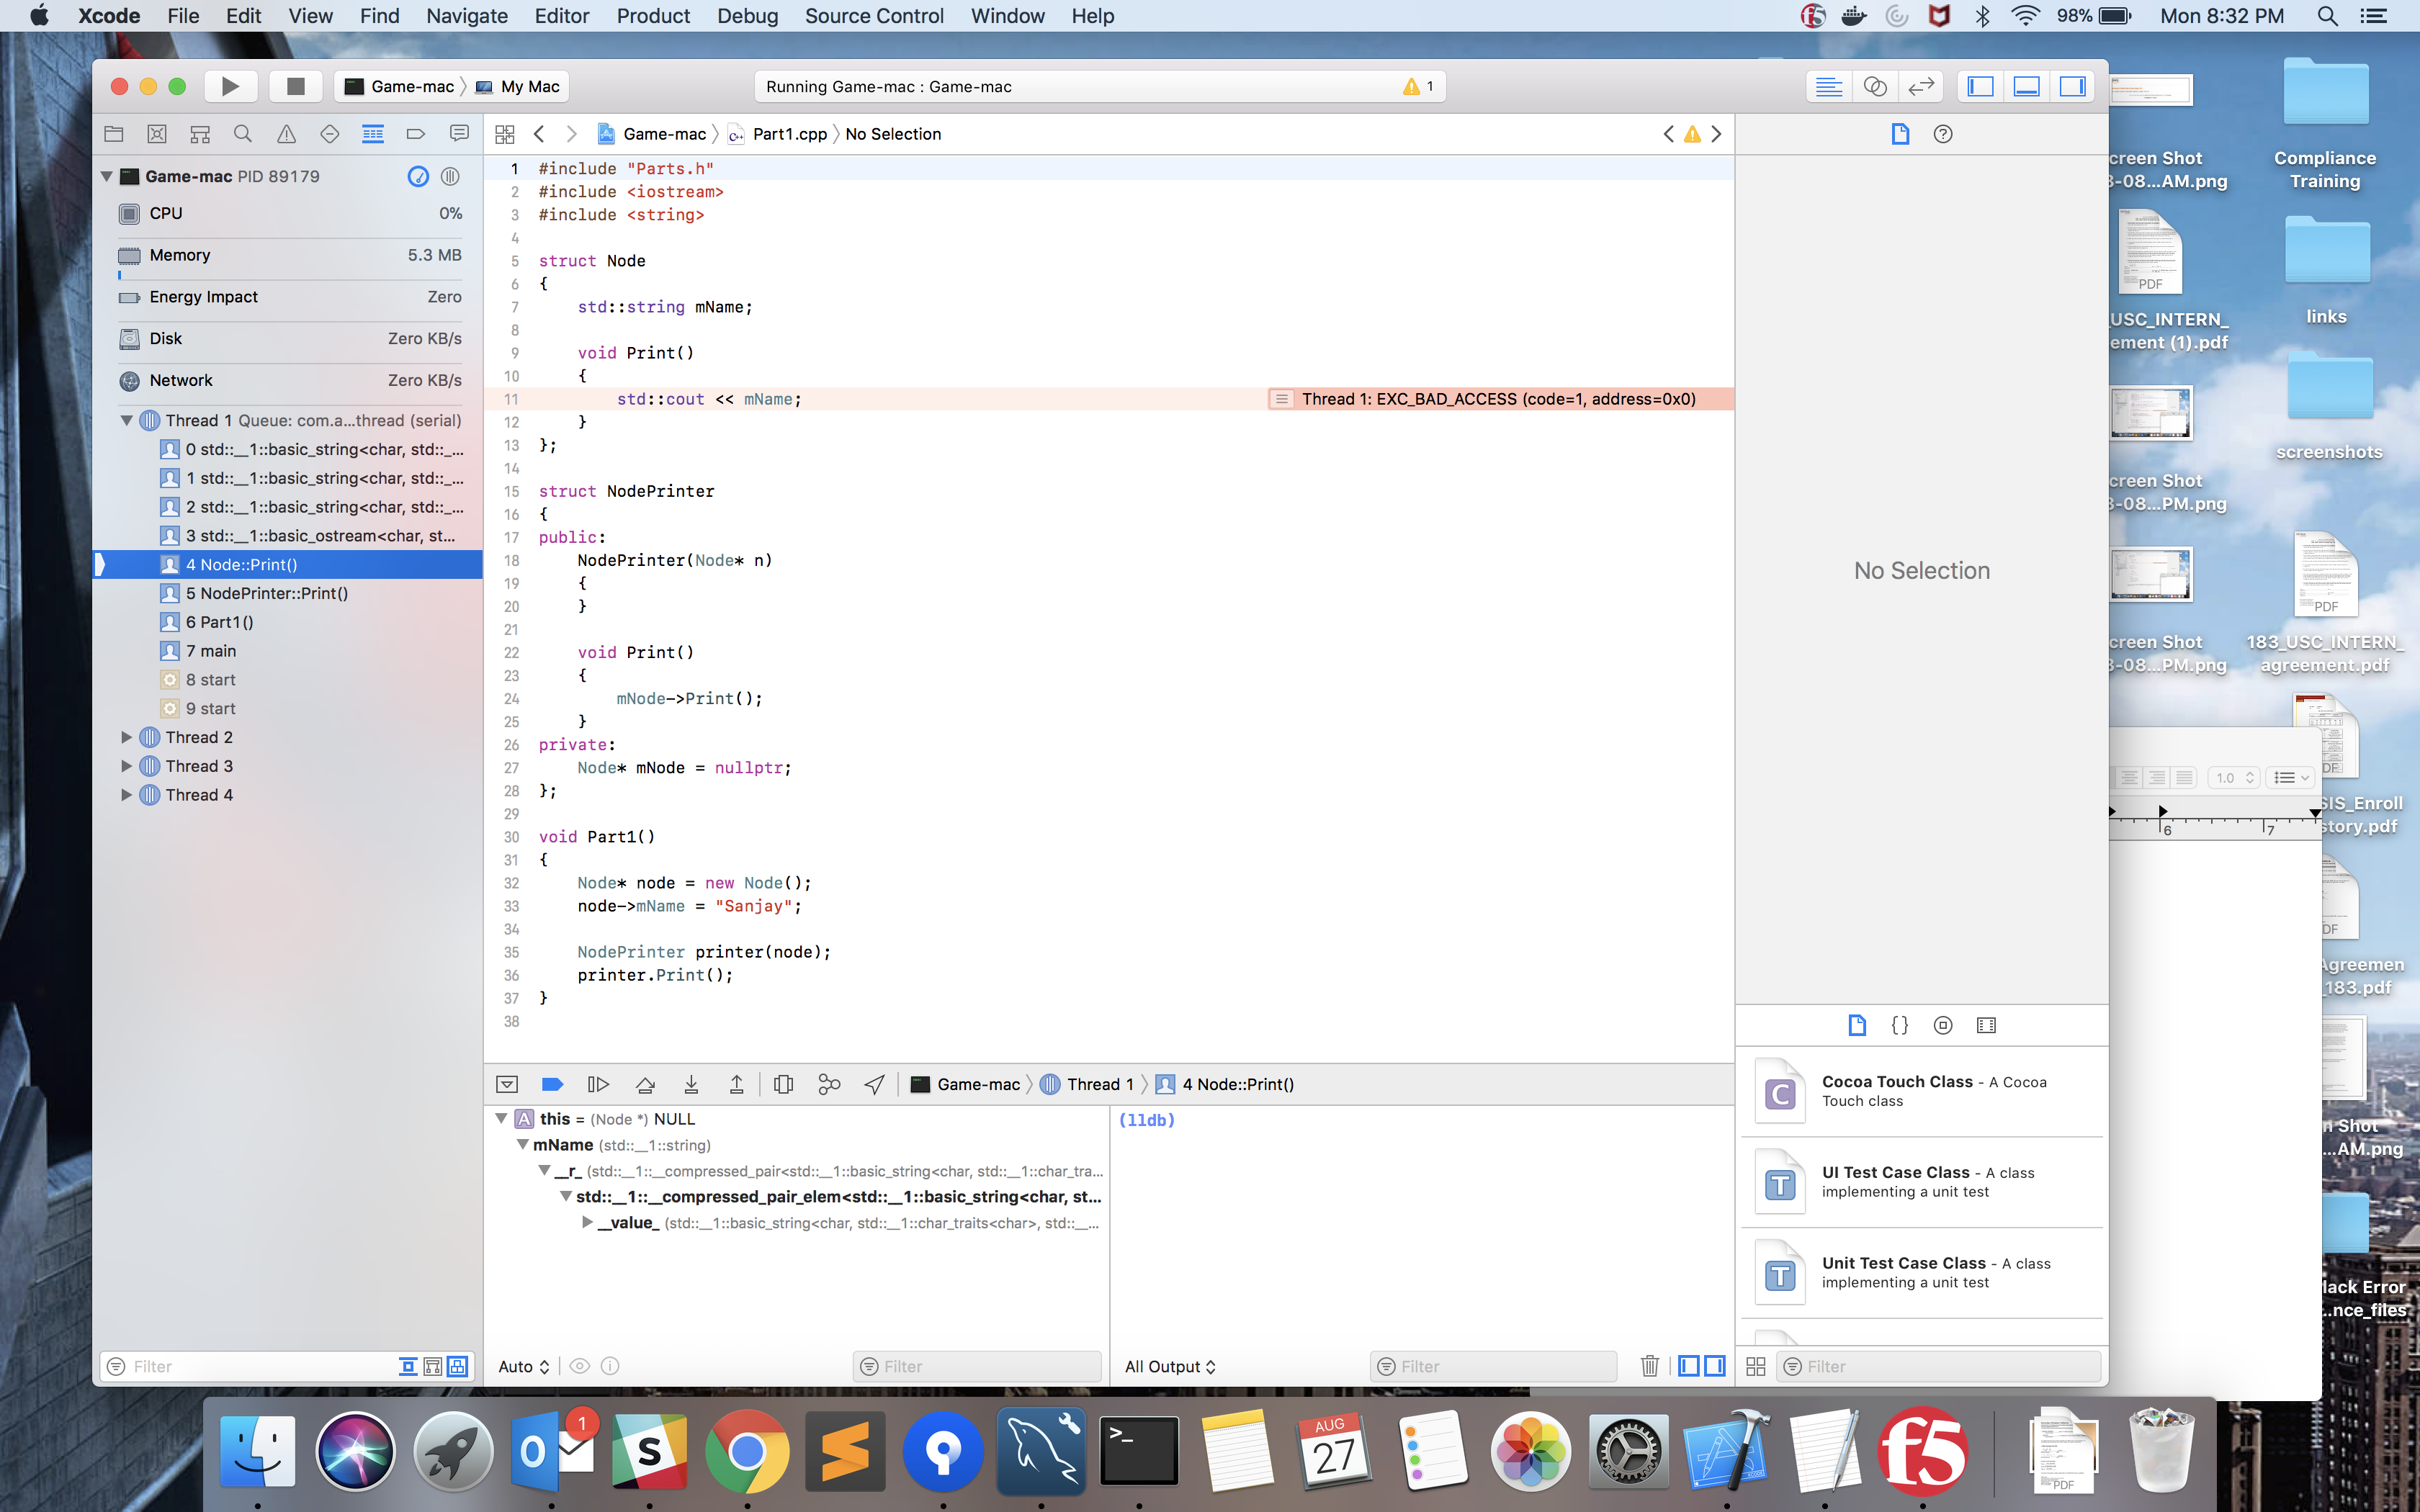 Xcode File Edit View Find Navigate Editor Product Debug Source Control Window Help
98% Mon 8:32 PM
Game-mac My Mac
Running Game-mac : Game-mac
1
Game-mac Part1.cpp No Selection
Game-mac PID 89179
CPU 0%
Memory 5.3 MB
Energy Impact Zero
Disk Zero KB/s
Network Zero KB/s
Thread 1 Queue: com.a...thread (serial)
0 std::__1::basic_string<char, std::_...
1 std::__1::basic_string<char, std::_...
2 std::__1::basic_string<char, std::_...
3 std::__1::basic_ostream<char, st...
4 Node::Print()
5 NodePrinter::Print()
6 Part1()
7 main
8 start
9 start
Thread 2
Thread 3
Thread 4
Filter
1 #include "Parts.h"
2 #include <iostream>
3 #include <string>
4
5 struct Node
6 {
7 std::string mName;
8
9 void Print()
10 {
11 std::cout << mName;
Thread 1: EXC_BAD_ACCESS (code=1, address=0x0)
12 }
13 };
14
15 struct NodePrinter
16 {
17 public:
18 NodePrinter(Node* n)
19 {
20 }
21
22 void Print()
23 {
24 mNode->Print();
25 }
26 private:
27 Node* mNode = nullptr;
28 };
29
30 void Part1()
31 {
32 Node* node = new Node();
33 node->mName = "Sanjay";
34
35 NodePrinter printer(node);
36 printer.Print();
37 }
38
Game-mac Thread 1 4 Node::Print()
A this = (Node *) NULL
mName (std::__1::string)
__r_ (std::__1::__compressed_pair<std::__1::basic_string<char, std::__1::char_tra...
std::__1::__compressed_pair_elem<std::__1::basic_string<char, st...
__value_ (std::__1::basic_string<char, std::__1::char_traits<char>, std::__...
Auto Filter
(lldb)
All Output Filter
No Selection
C
Cocoa Touch Class - A Cocoa
Touch class
T
UI Test Case Class - A class
implementing a unit test
T
Unit Test Case Class - A class
implementing a unit test
Filter
creen Shot
3-08...AM.png
Compliance
Training
PDF
_USC_INTERN_
ement (1).pdf
links
screenshots
creen Shot
3-08...PM.png
PDF
creen Shot
3-08...PM.png
183_USC_INTERN_
agreement.pdf
1.0
6 7
DF
SIS_Enroll
story.pdf
DF
Agreemen
_183.pdf
n Shot
...AM.png
lack Error
...nce_files
O
1
S
>_
AUG
27
f5
PDF